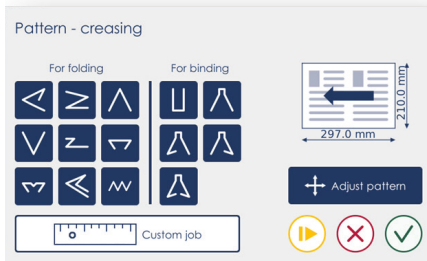 Pattern - creasing
For folding
For binding
210.0 mm
297.0 mm
Adjust pattern
Custom job